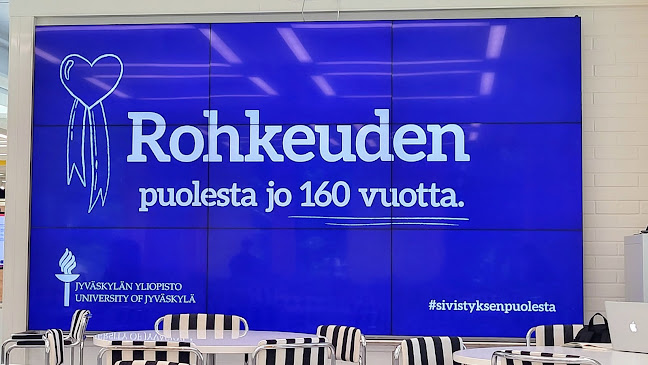 Rohkeuden
puolesta jo 160 vuotta.
JYVÄSKYLÄN YLIOPISTO
UNIVERSITY OF JYVÄSKYLÄ
#sivistyksenpuolesta